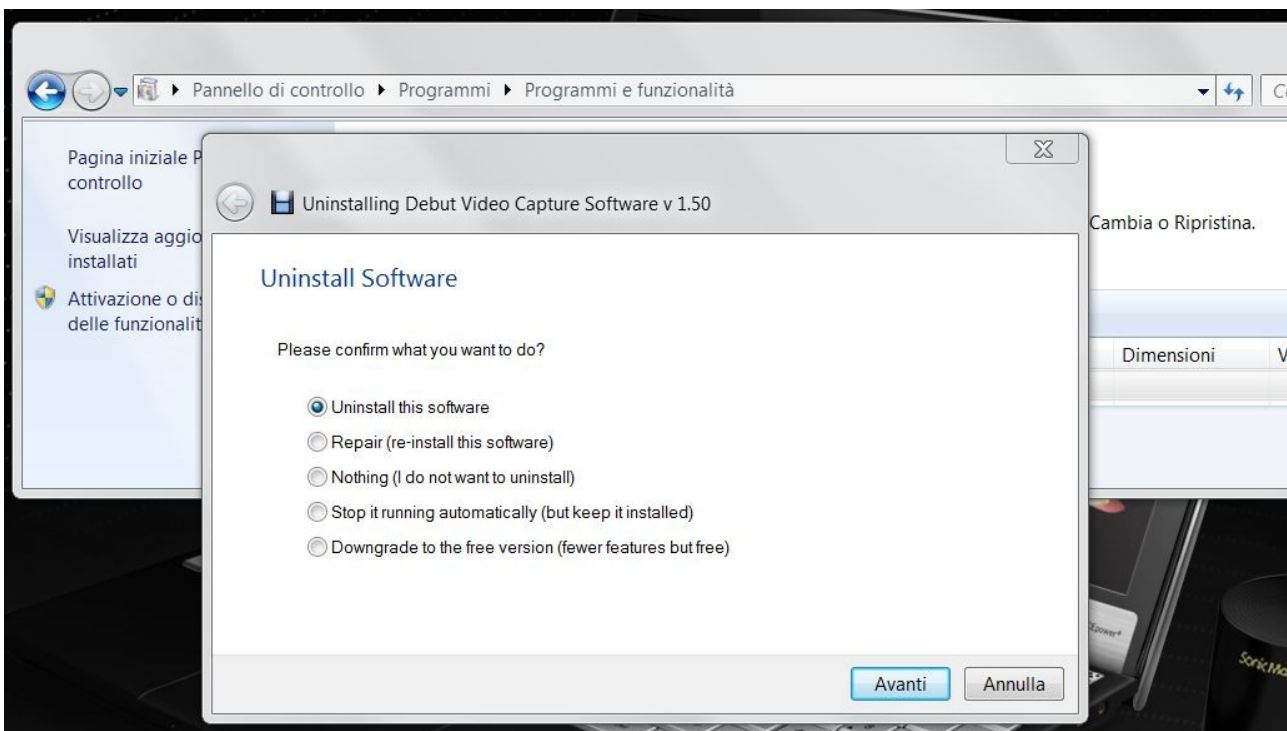 Pannello di controllo Programmi Programmi e funzionalità
Pagina iniziale
controllo
Visualizza
installati
Attivazione o
delle
Cambia o Ripristina.
Dimensioni
Uninstalling Debut Video Capture Software v 1.50
Uninstall Software
Please confirm what you want to do?
Uninstall this software
Repair (re-install this software)
Nothing (I do not want to uninstall)
Stop it running automatically (but keep it installed)
Downgrade to the free version (fewer features but free)
Avanti Annulla